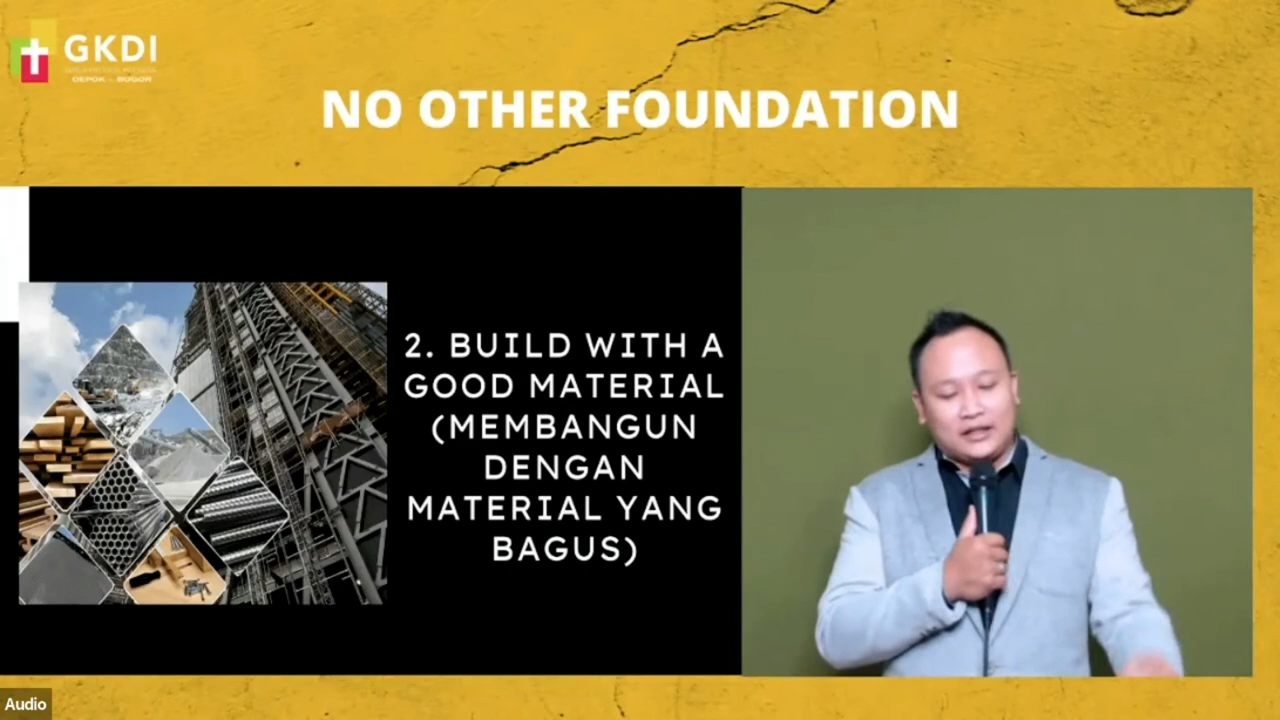 GKDI
DEPOK - BOGOR
NO OTHER FOUNDATION
2. BUILD WITH A
GOOD MATERIAL
(MEMBANGUN
DENGAN
MATERIAL YANG
BAGUS)
Audio